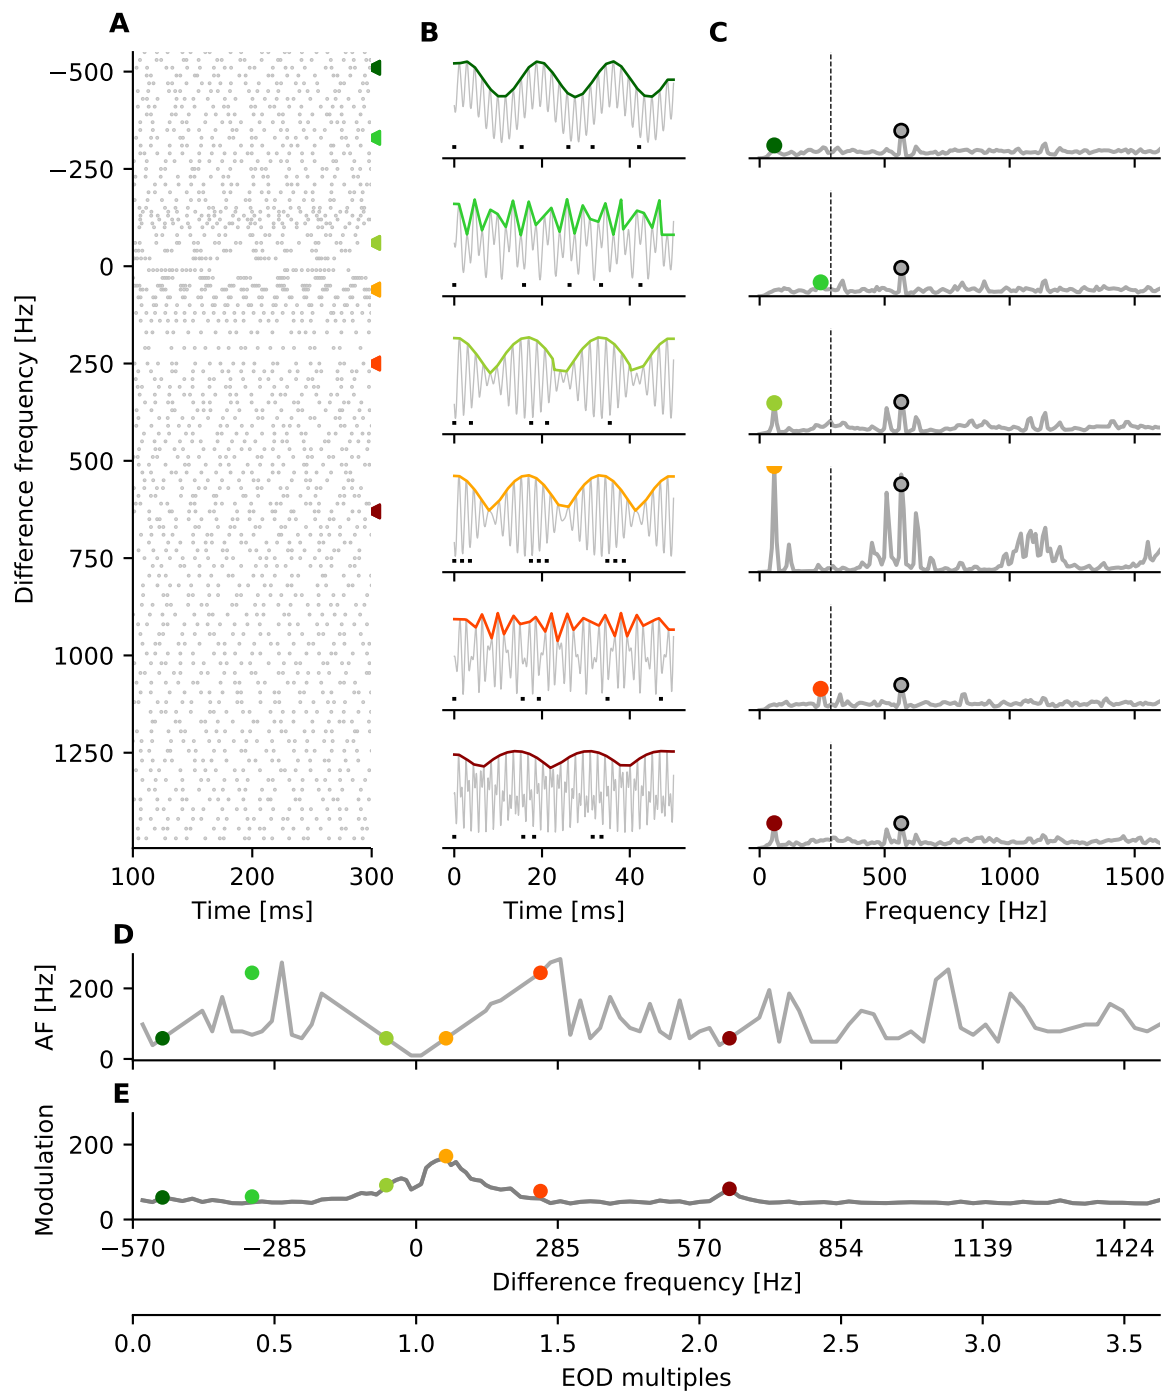 A
B
C
−500
−250
0
250
500
750
1000
1250
Difference frequency [Hz]
100 200 300
0 20 40
0 500 1000 1500
Time [ms]
Time [ms]
Frequency [Hz]
D
200
0
AF [Hz]
E
200
0
Modulation
−570 −285 0 285 570 854 1139 1424
Difference frequency [Hz]
0.0 0.5 1.0 1.5 2.0 2.5 3.0 3.5
EOD multiples